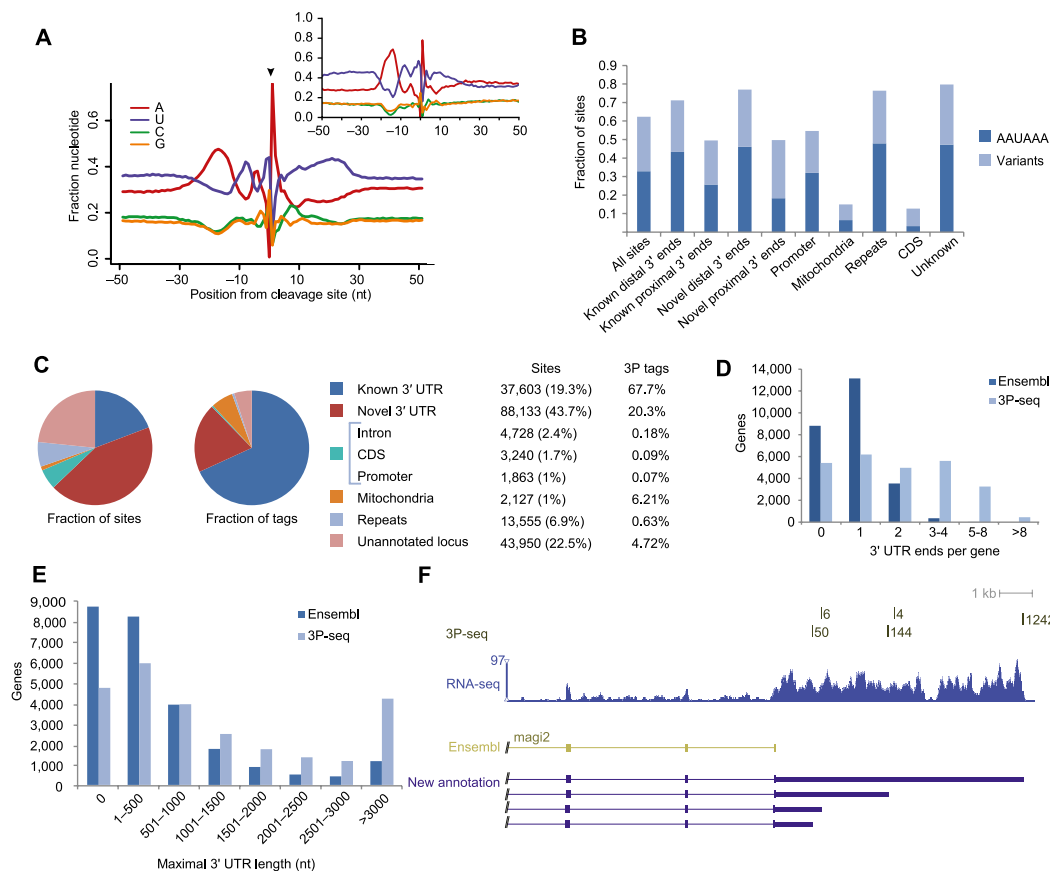 A
Fraction nucleotide
0.6
0.4
0.2
0.0
A
U
C
G
−50
−30
−10
10
30
50
Position from cleavage site (nt)
1.0
0.8
0.6
0.4
0.2
0.0
−50
−30
−10
10
30
50
B
Fraction of sites
0.9
0.8
0.7
0.6
0.5
0.4
0.3
0.2
0.1
All sites
Known distal 3′ ends
Known proximal 3′ ends
Novel distal 3′ ends
Novel proximal 3′ ends
Promoter
Mitochondria
Repeats
CDS
Unknown
AAUAAA
Variants
C
Fraction of sites
Fraction of tags
Sites 3P tags
Known 3′ UTR 37,603 (19.3%) 67.7%
Novel 3′ UTR 88,133 (43.7%) 20.3%
Intron 4,728 (2.4%) 0.18%
CDS 3,240 (1.7%) 0.09%
Promoter 1,863 (1%) 0.07%
Mitochondria 2,127 (1%) 6.21%
Repeats 13,555 (6.9%) 0.63%
Unannotated locus 43,950 (22.5%) 4.72%
D
Genes
14,000
12,000
10,000
8,000
6,000
4,000
2,000
0
0
1
2
3-4
5-8
>8
3′ UTR ends per gene
Ensembl
3P-seq
E
Genes
9,000
8,000
7,000
6,000
5,000
4,000
3,000
2,000
1,000
0
0
1–500
501–1000
1001–1500
1501–2000
2001–2500
2501–3000
>3000
Maximal 3′ UTR length (nt)
Ensembl
3P-seq
F
1 kb
3P-seq
6
4
1242
50
144
97
RNA-seq
magi2
Ensembl
New annotation